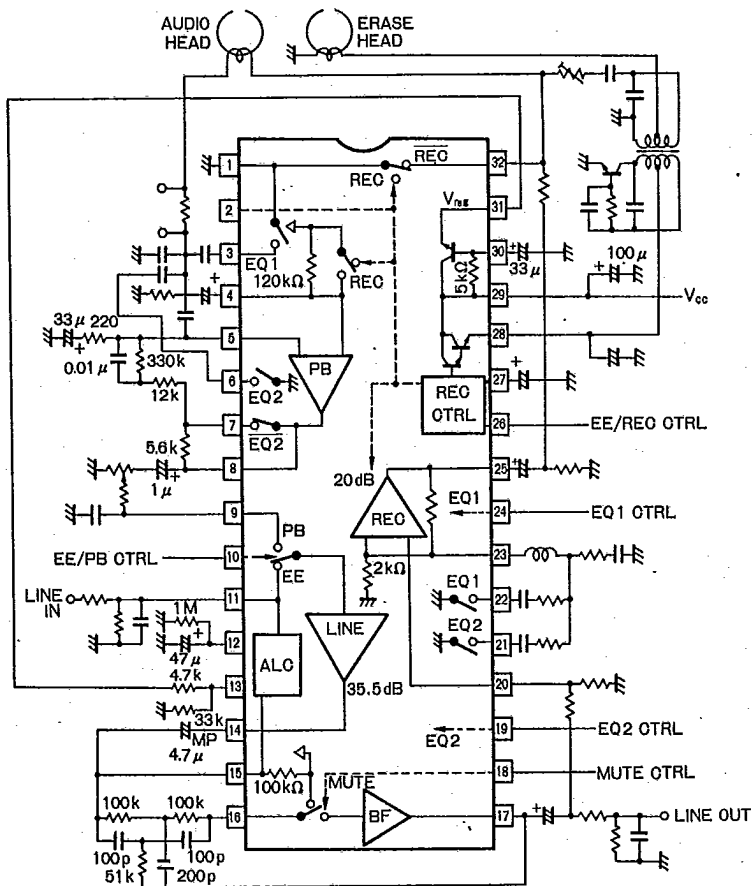 AUDIO HEAD
ERASE HEAD
1
REC
REC
32
2
Vreg
31
3
EQ1
120kΩ
REC
5kΩ
30
33μ
100μ
4
29
Vcc
33μ
220
5
28
0.01μ
330k
PB
6
EQ2
REC CTRL
27
12k
7
EQ2
26
EE/REC CTRL
5.6k
8
25
1μ
20dB
9
PB
REC
EQ1
24
EQ1 CTRL
EE/PB CTRL
10
23
EE
2kΩ
LINE IN
11
EQ1
22
1M
LINE
EQ2
12
21
47μ
ALC
4.7k
35.5dB
20
13
33k
EQ2
19
EQ2 CTRL
14
MP
4.7μ
15
100kΩ
MUTE
18
MUTE CTRL
100k
100k
16
BF
17
LINE OUT
100p
100p
51k
200p